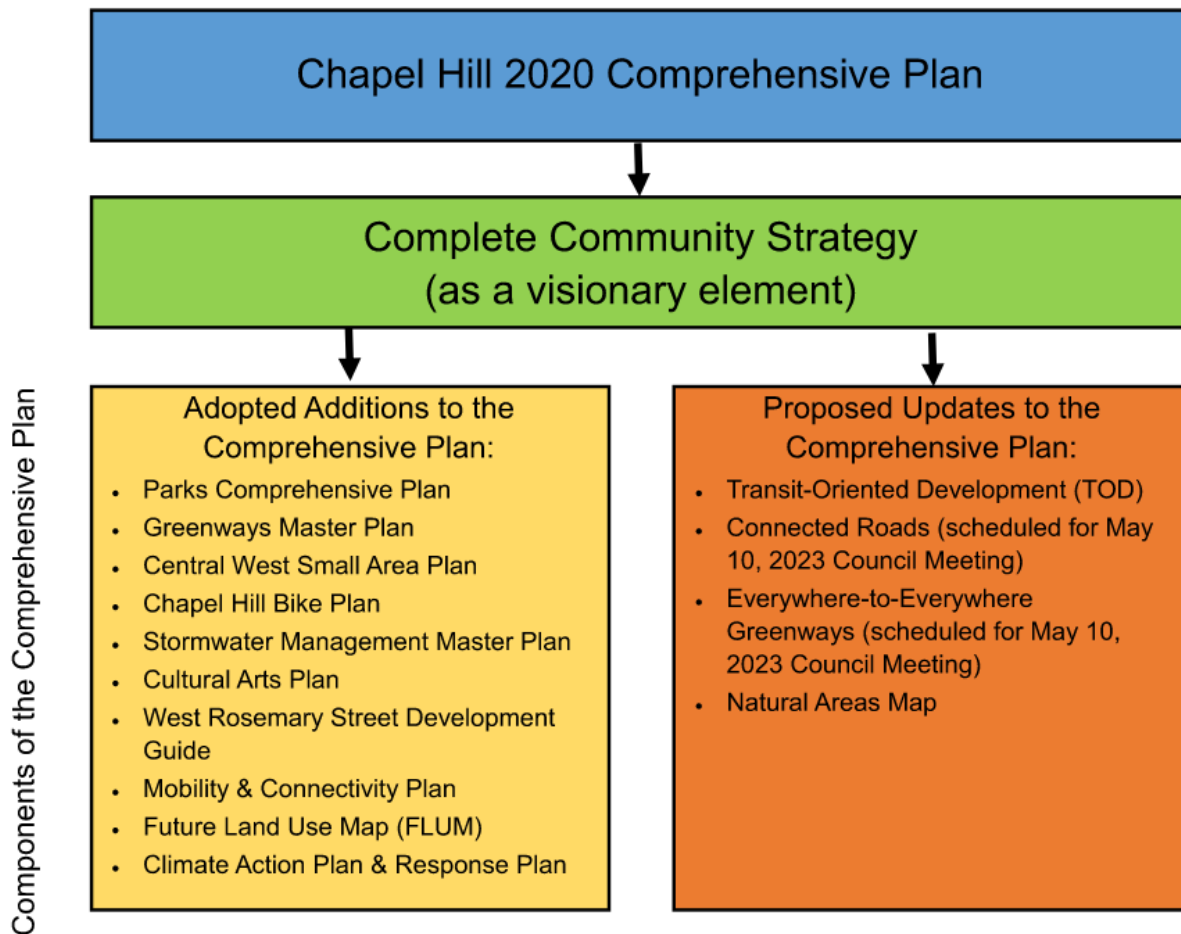 Chapel Hill 2020 Comprehensive Plan
Complete Community Strategy
(as a visionary element)
Components of the Comprehensive Plan
Adopted Additions to the
Comprehensive Plan:
• Parks Comprehensive Plan
• Greenways Master Plan
• Central West Small Area Plan
• Chapel Hill Bike Plan
• Stormwater Management Master Plan
• Cultural Arts Plan
• West Rosemary Street Development
Guide
• Mobility & Connectivity Plan
• Future Land Use Map (FLUM)
• Climate Action Plan & Response Plan
Proposed Updates to the
Comprehensive Plan:
• Transit-Oriented Development (TOD)
• Connected Roads (scheduled for May
10, 2023 Council Meeting)
• Everywhere-to-Everywhere
Greenways (scheduled for May 10,
2023 Council Meeting)
• Natural Areas Map